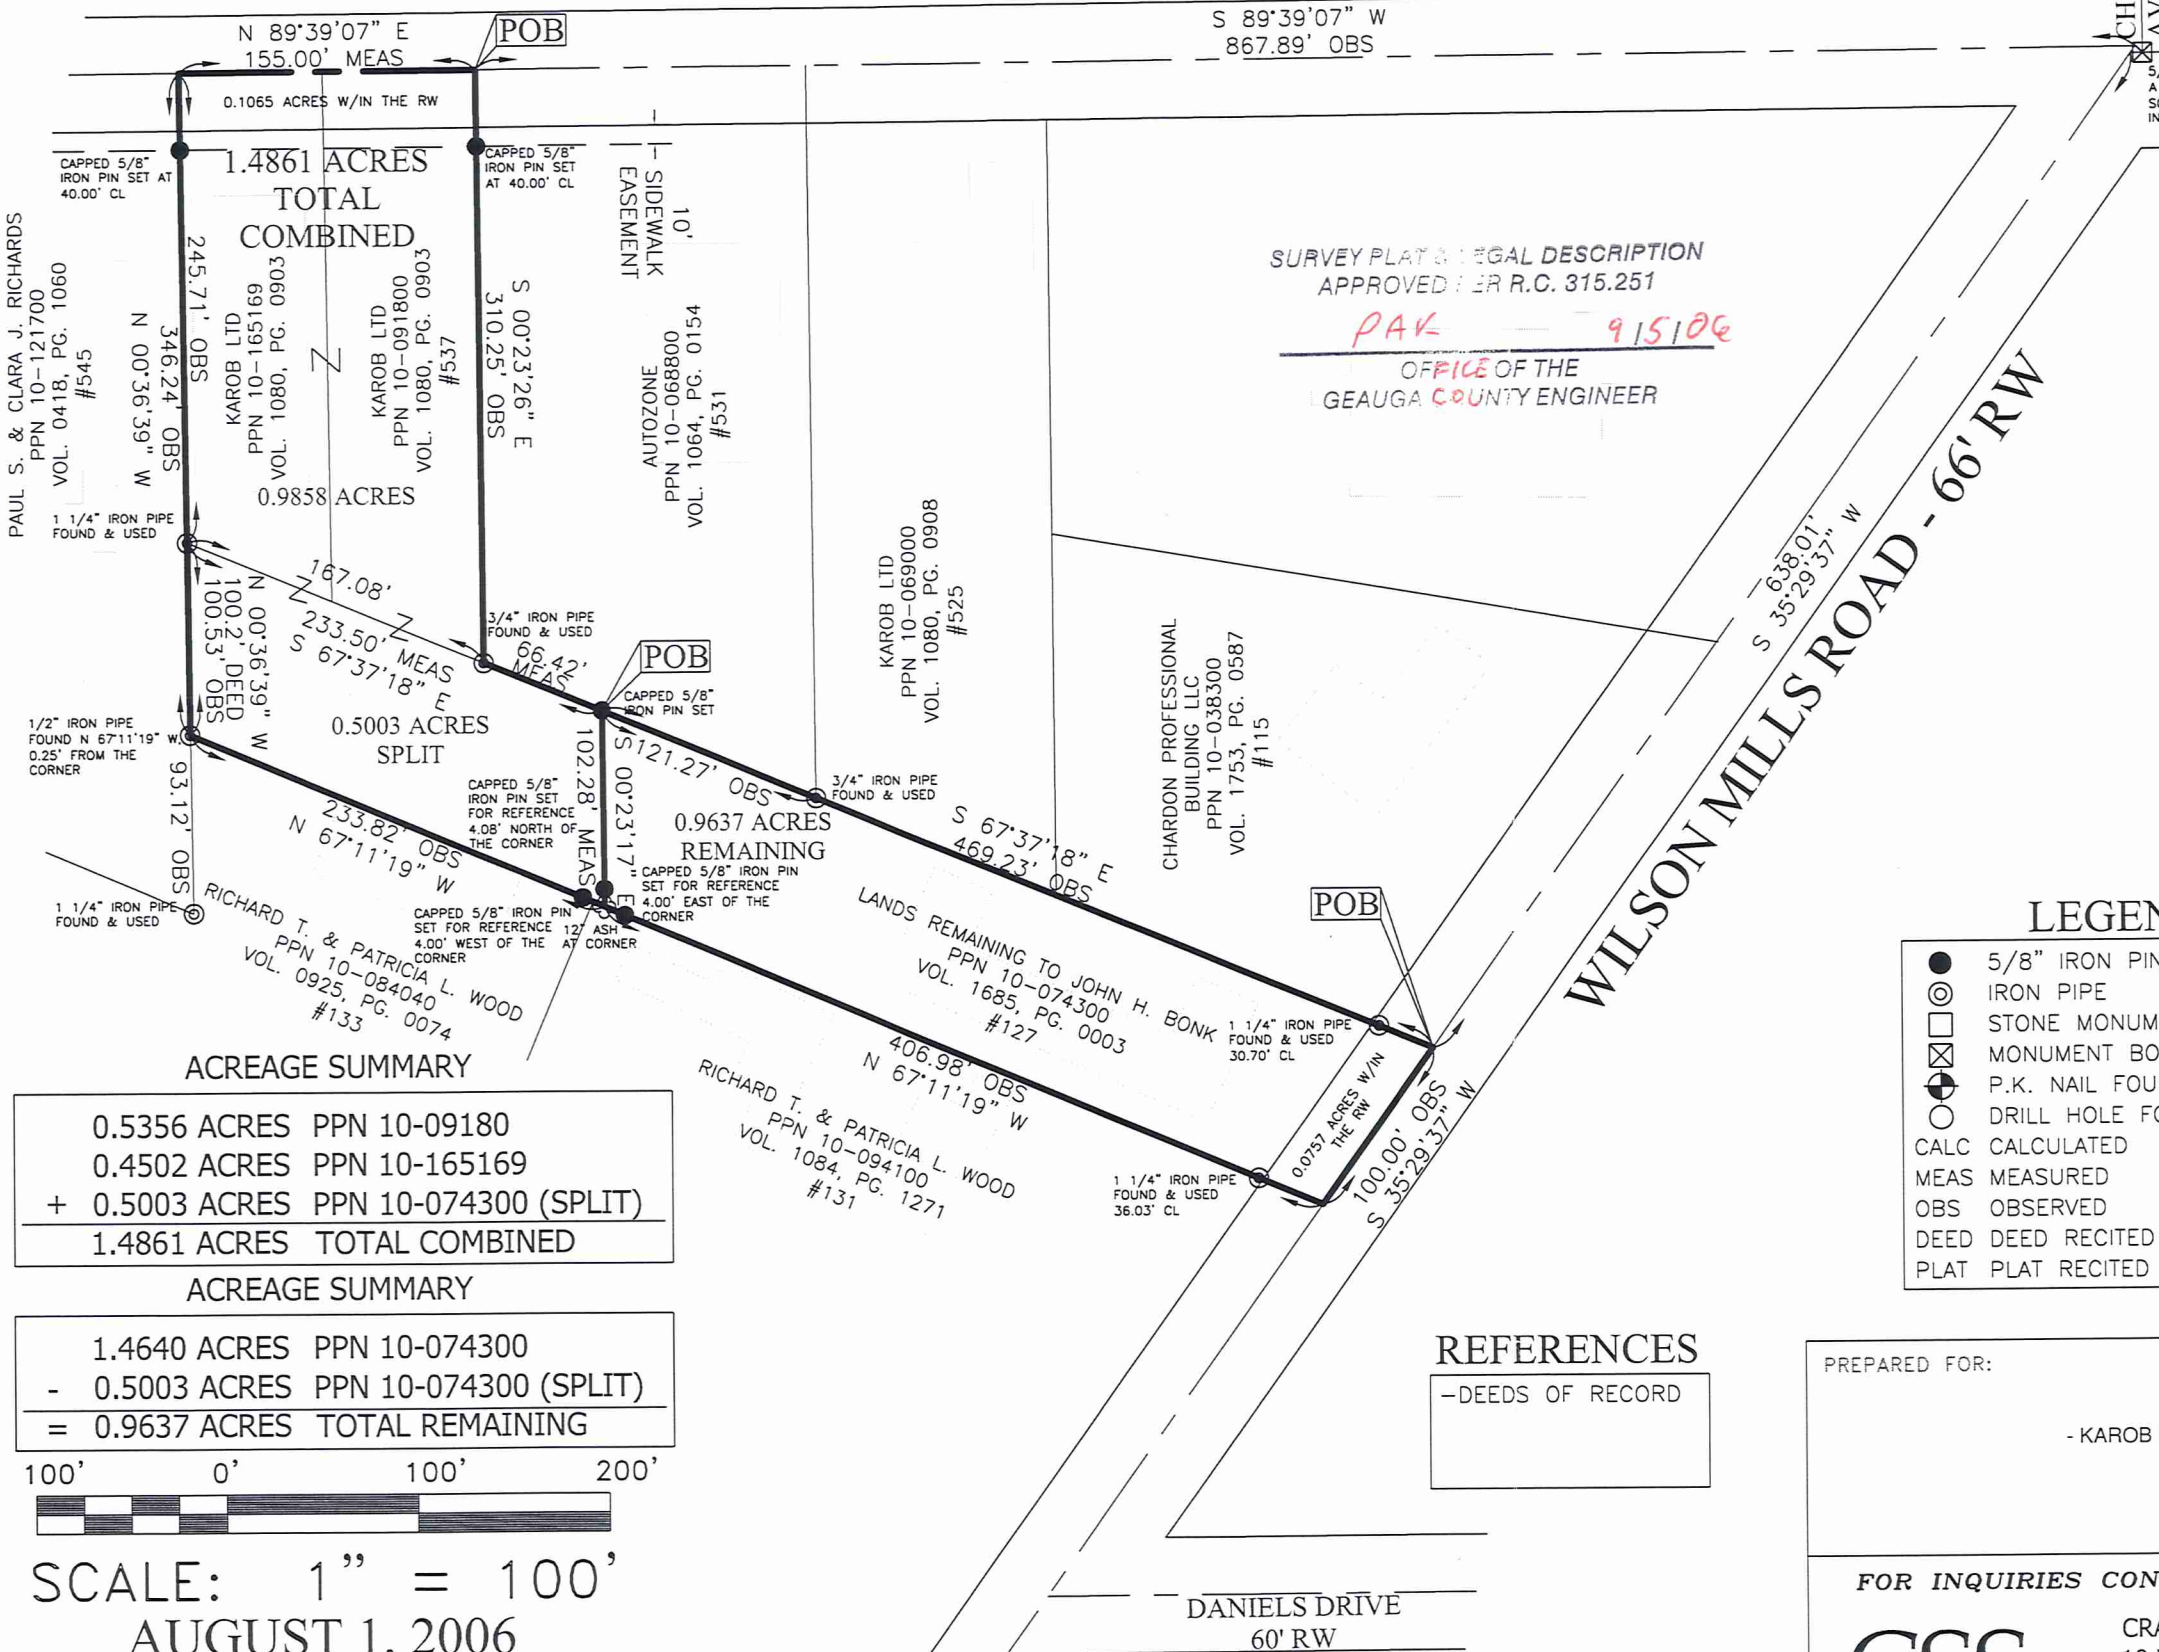 N 89°39'07" E
155.00' MEAS
POB
S 89°39'07" W
867.89' OBS
CH
0.1065 ACRES W/IN THE RW
CAPPED 5/8"
IRON PIN SET AT
40.00' CL
1.4861 ACRES
TOTAL
COMBINED
CAPPED 5/8"
IRON PIN SET
AT 40.00' CL
10'
SIDEWALK
EASEMENT
PAUL S. & CLARA J. RICHARDS
PPN 10-121700
VOL. 0418, PG. 1060
#545
245.71' OBS
346.24' OBS
N 00°36'39" W
KAROB LTD
PPN 10-165169
VOL. 1080, PG. 0903
Z
KAROB LTD
PPN 10-091800
VOL. 1080, PG. 0903
#537
S 00°23'26" E
310.25' OBS
AUTOZONE
PPN 10-068800
VOL. 1064, PG. 0154
#531
SURVEY PLAT & LEGAL DESCRIPTION
APPROVED PER R.C. 315.251
PAK 9/5/06
OFFICE OF THE
GEAUGA COUNTY ENGINEER
0.9858 ACRES
1 1/4" IRON PIPE
FOUND & USED
167.08'
Z
Z
233.50' MEAS
S 67°37'18" E
3/4" IRON PIPE
FOUND & USED
66.42'
MEAS
POB
CAPPED 5/8"
IRON PIN SET
KAROB LTD
PPN 10-069000
VOL. 1080, PG. 0908
#525
CHARDON PROFESSIONAL
BUILDING LLC
PPN 10-038300
VOL. 1753, PG. 0587
#115
638.01'
S 35°29'37" W
WILSON MILLS ROAD - 66' RW
N 00°36'39" W
100.2' DEED
100.53' OBS
0.5003 ACRES
SPLIT
1/2" IRON PIPE
FOUND N 67°11'19" W,
0.25' FROM THE
CORNER
93.12' OBS
233.82' OBS
N 67°11'19" W
CAPPED 5/8"
IRON PIN SET
FOR REFERENCE
4.08' NORTH OF
THE CORNER
102.28' MEAS
S 00°23'17" E
121.27' OBS
3/4" IRON PIPE
FOUND & USED
0.9637 ACRES
REMAINING
S 67°37'18" E
469.23' OBS
CAPPED 5/8" IRON PIN
SET FOR REFERENCE
4.00' EAST OF THE
CORNER
CAPPED 5/8" IRON PIN
SET FOR REFERENCE
4.00' WEST OF THE
CORNER
12" ASH
AT CORNER
1 1/4" IRON PIPE
FOUND & USED
RICHARD T. & PATRICIA L. WOOD
PPN 10-084040
VOL. 0925, PG. 0074
#133
LANDS REMAINING TO JOHN H. BONK
PPN 10-074300
VOL. 1685, PG. 0003
#127
POB
1 1/4" IRON PIPE
FOUND & USED
30.70' CL
406.98' OBS
N 67°11'19" W
RICHARD T. & PATRICIA L. WOOD
PPN 10-094100
VOL. 1084, PG. 1271
#131
0.0757 ACRES W/IN
THE RW
100.00' OBS
S 35°29'37" W
1 1/4" IRON PIPE
FOUND & USED
36.03' CL
LEGEN
5/8" IRON PIN
IRON PIPE
STONE MONUM
MONUMENT BO
P.K. NAIL FOU
DRILL HOLE FO
CALC CALCULATED
MEAS MEASURED
OBS OBSERVED
DEED DEED RECITED
PLAT PLAT RECITED
ACREAGE SUMMARY
0.5356 ACRES PPN 10-09180
0.4502 ACRES PPN 10-165169
+ 0.5003 ACRES PPN 10-074300 (SPLIT)
1.4861 ACRES TOTAL COMBINED
ACREAGE SUMMARY
1.4640 ACRES PPN 10-074300
- 0.5003 ACRES PPN 10-074300 (SPLIT)
= 0.9637 ACRES TOTAL REMAINING
100' 0' 100' 200'
SCALE: 1" = 100'
AUGUST 1, 2006
REFERENCES
-DEEDS OF RECORD
PREPARED FOR:
- KAROB
FOR INQUIRIES CON
CRA
DANIELS DRIVE
60' RW